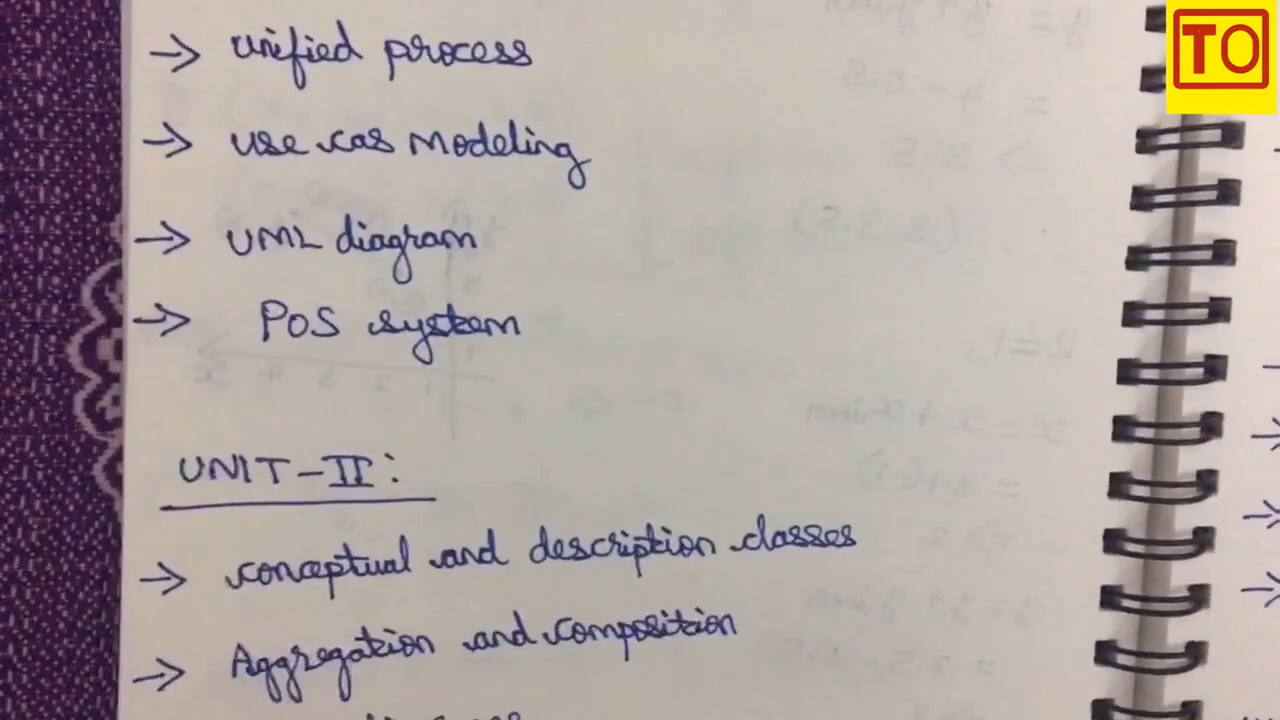 TO
→ Unified process
→ use cas Modeling
→ UML diagram
→ POS system
UNIT-II:
→ conceptual and description classes
→ Aggregation and composition